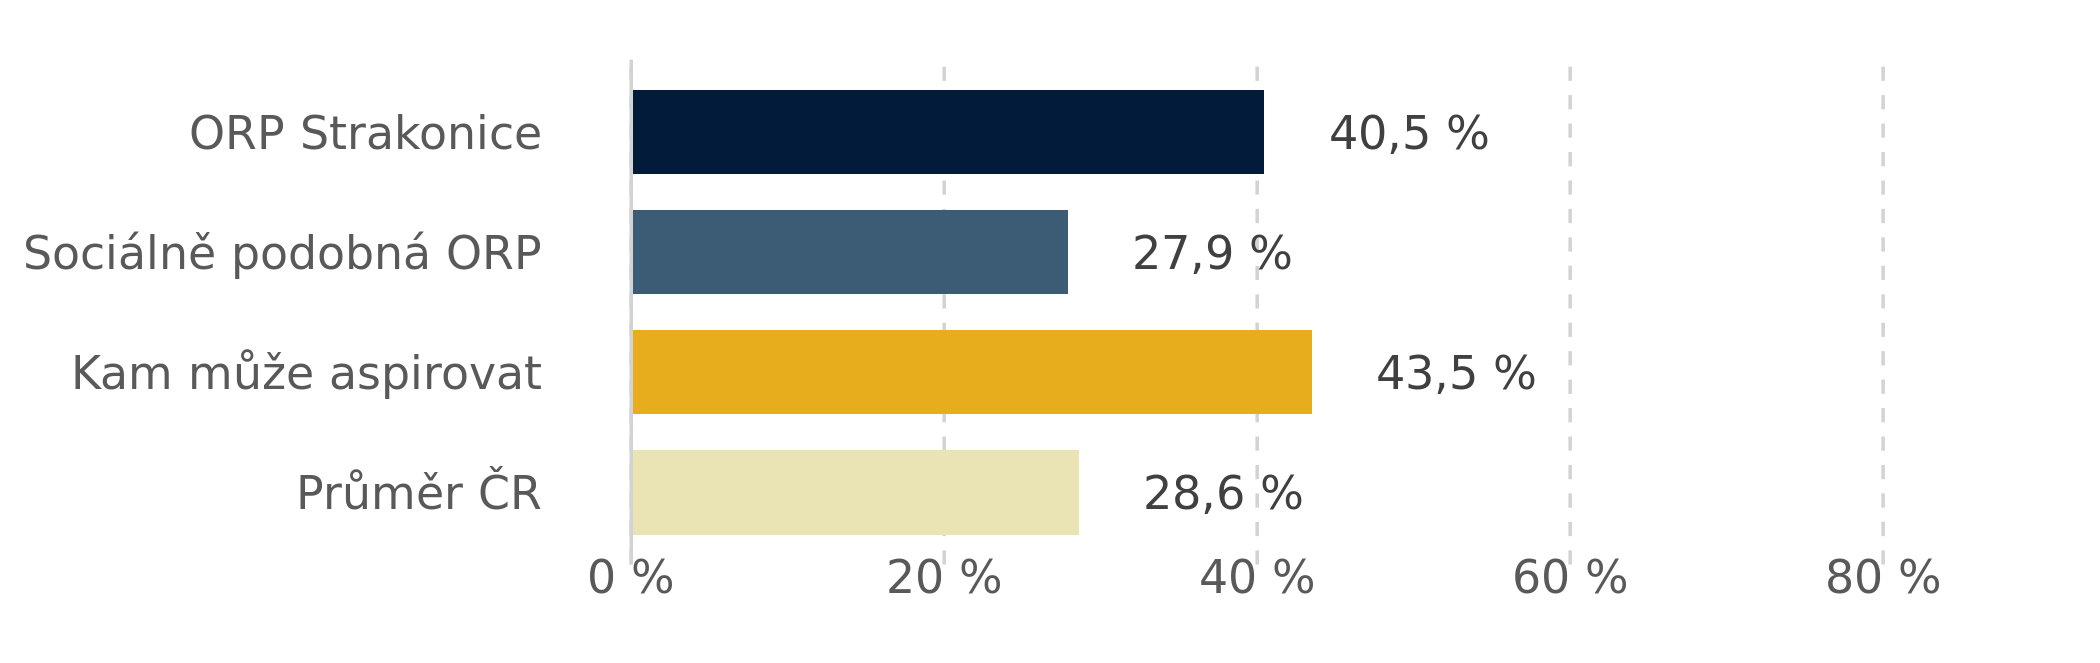 ORP Strakonice
40,5 %
Sociálně podobná ORP
27,9 %
Kam může aspirovat
43,5 %
Průměr ČR
28,6 %
0 %
20 %
40 %
60 %
80 %